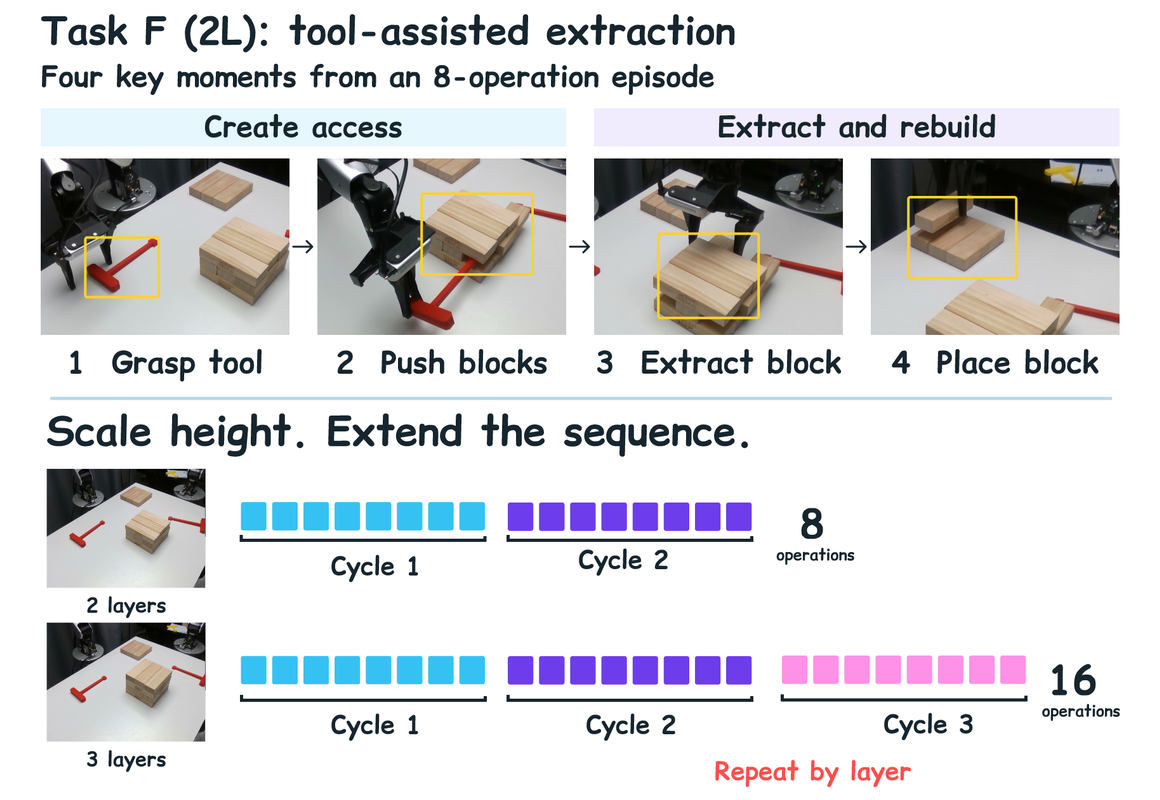 Task F (2L): tool-assisted extraction
Four key moments from an 8-operation episode
Create access
Extract and rebuild
→ → →
1 Grasp tool
2 Push blocks
3 Extract block
4 Place block
Scale height. Extend the sequence.
Cycle 1
Cycle 2
8
operations
2 layers
Cycle 1
Cycle 2
Cycle 3
16
operations
3 layers
Repeat by layer